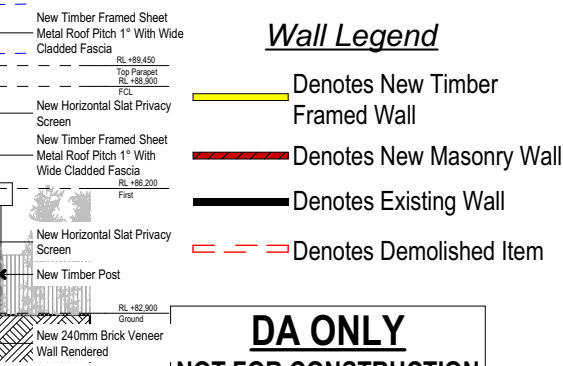 New Timber Framed Sheet
Metal Roof Pitch 1° With Wide
Cladded Fascia
RL +89,450
Top Parapet
RL +88,900
FCL
New Horizontal Slat Privacy
Screen
New Timber Framed Sheet
Metal Roof Pitch 1° With
Wide Cladded Fascia
RL +86,200
First
New Horizontal Slat Privacy
Screen
New Timber Post
RL +82,900
Ground
New 240mm Brick Veneer
Wall Rendered
Wall Legend
Denotes New Timber
Framed Wall
Denotes New Masonry Wall
Denotes Existing Wall
Denotes Demolished Item
DA ONLY
NOT FOR CONSTRUCTION